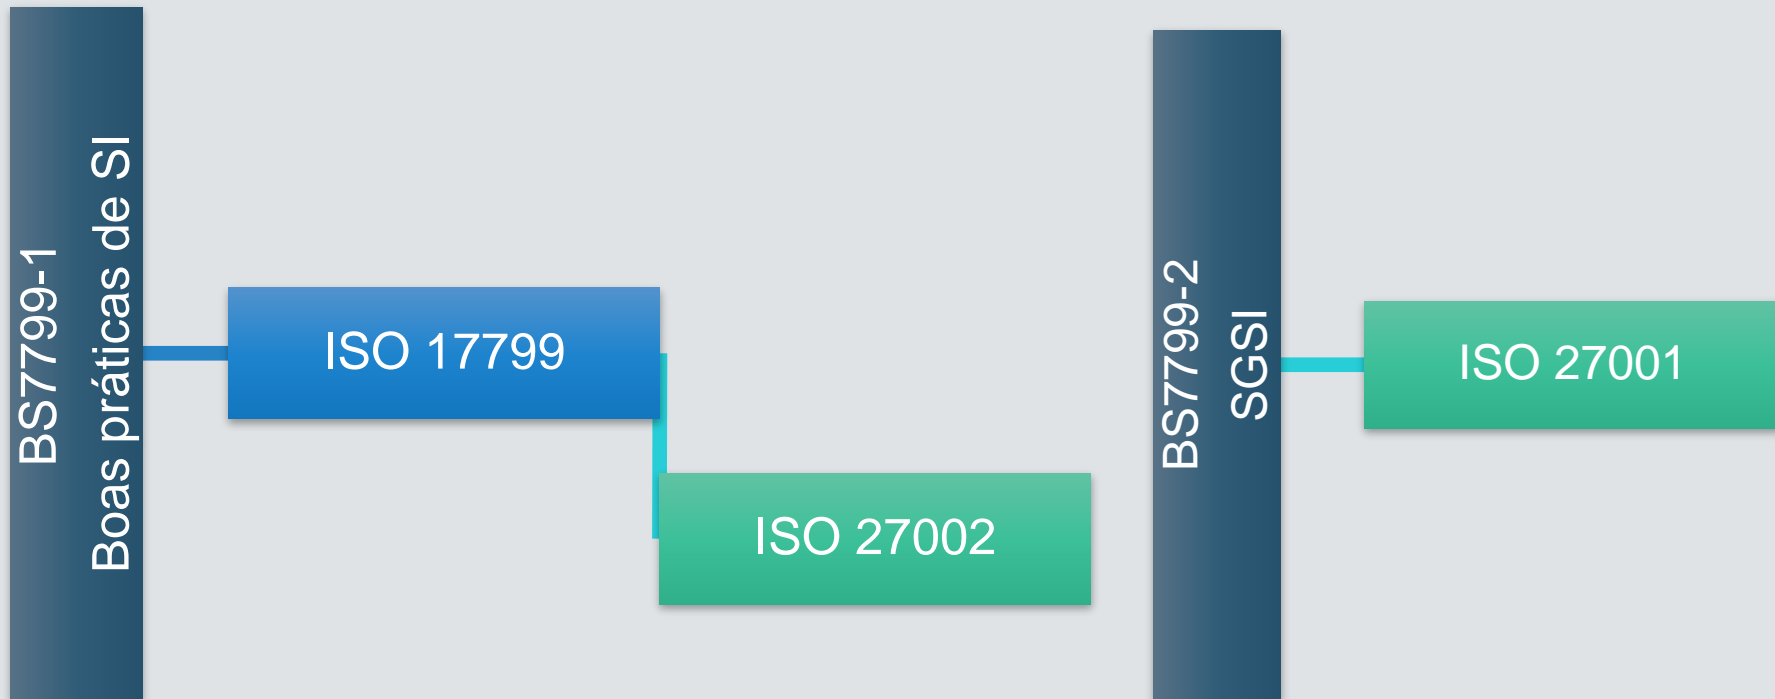 BS7799-1
Boas práticas de SI
ISO 17799
ISO 27002
BS7799-2
SGSI
ISO 27001